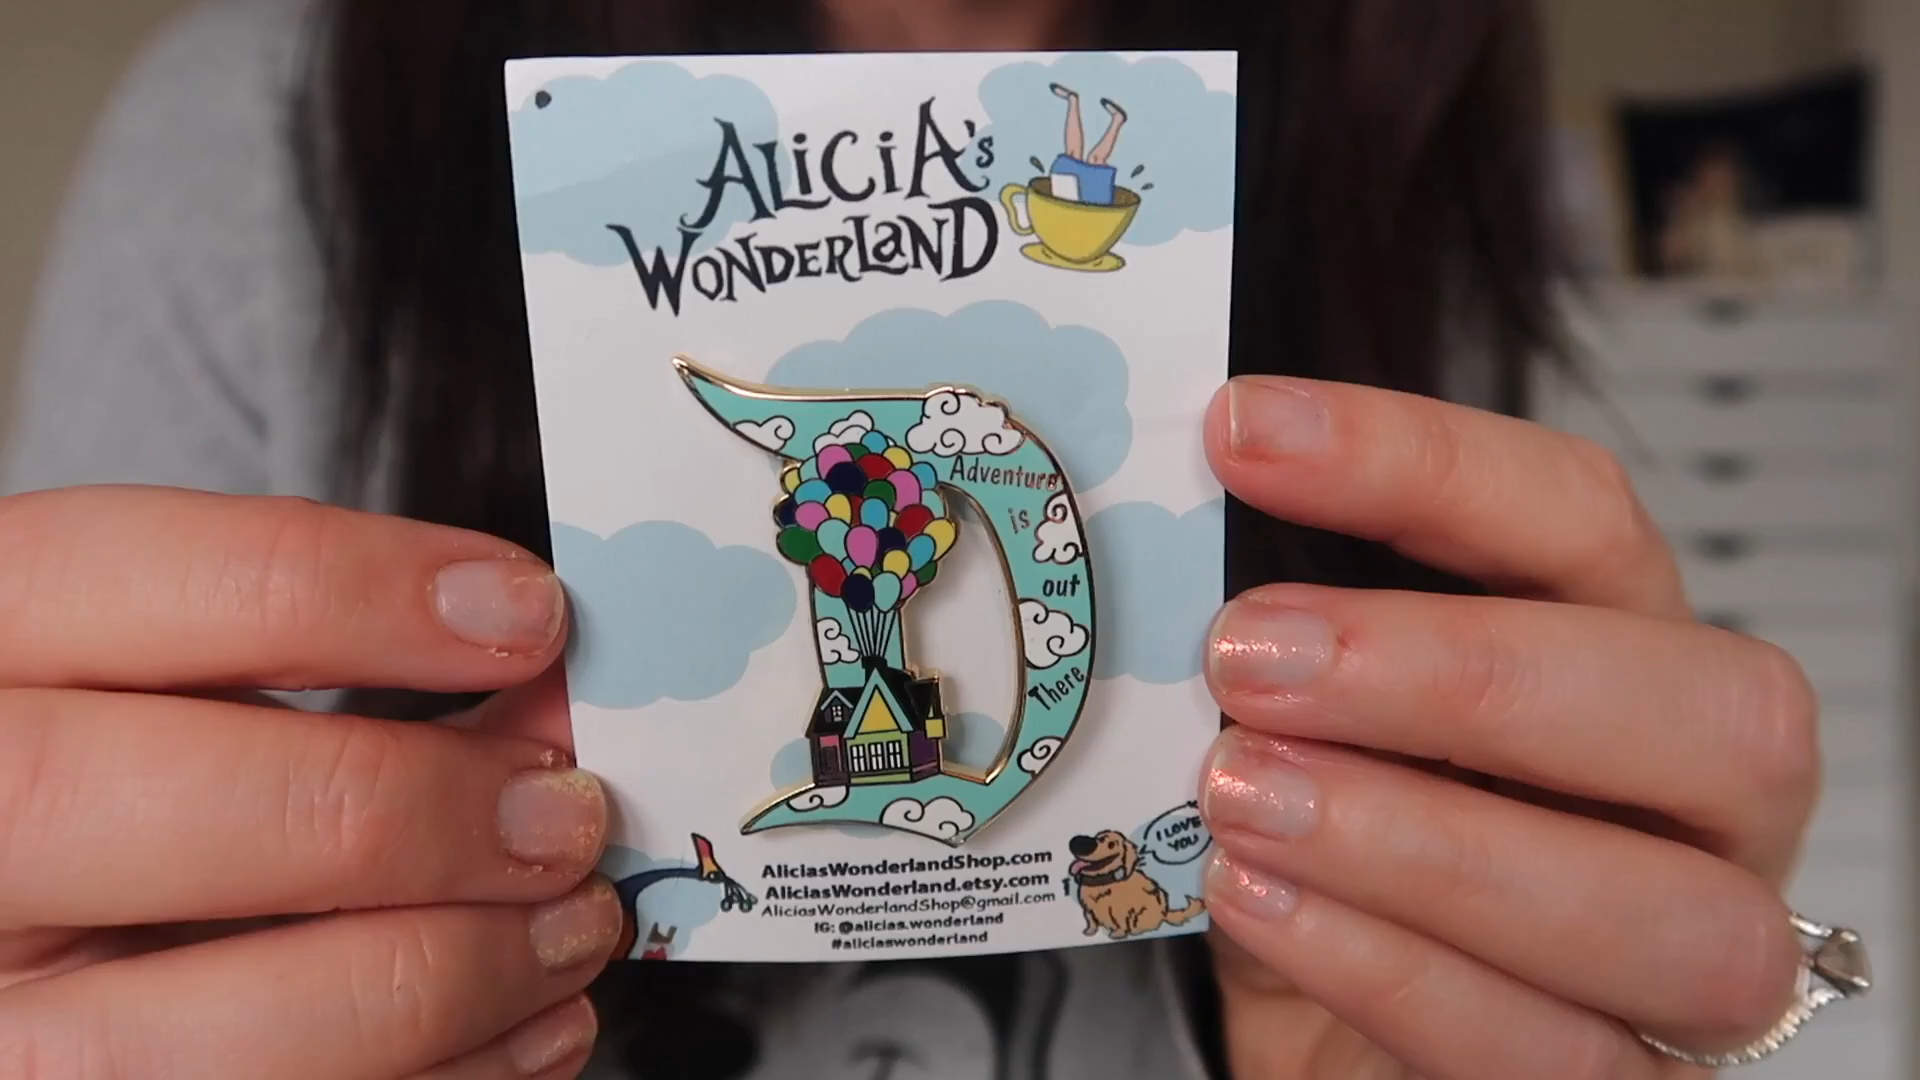 ALiCiA's
WONDERLaND
Adventure
is
out
There
I LOVE
YOU
AliciasWonderlandShop.com
AliciasWonderland.etsy.com
AliciasWonderlandShop@gmail.com
IG: @alicias.wonderland
#aliciaswonderland